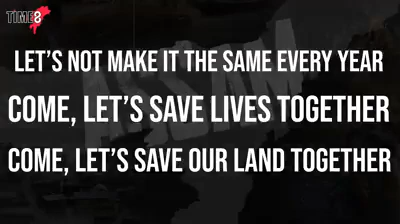 TIME8
LET'S NOT MAKE IT THE SAME EVERY YEAR
ASSAM
COME, LET'S SAVE LIVES TOGETHER
COME, LET'S SAVE OUR LAND TOGETHER